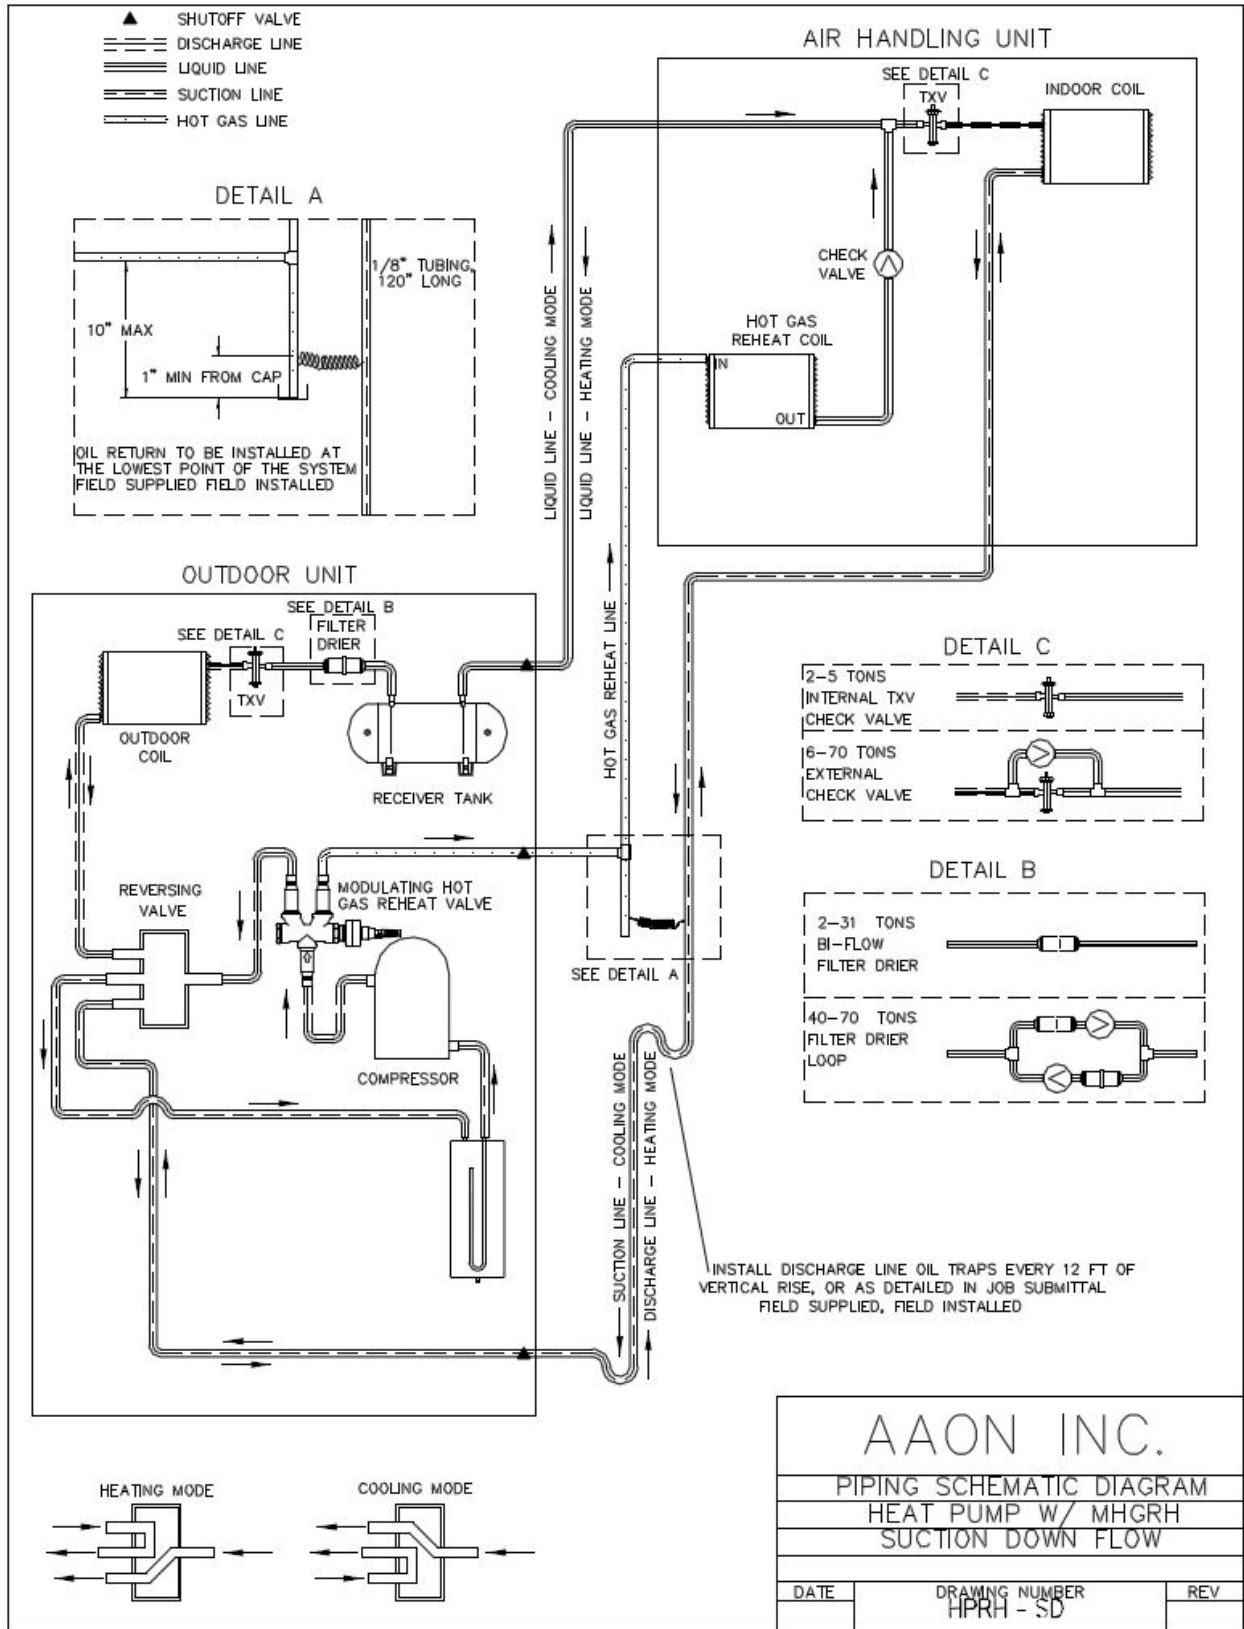 SHUTOFF VALVE
DISCHARGE LINE
LIQUID LINE
SUCTION LINE
HOT GAS LINE
DETAIL A
1/8" TUBING,
120" LONG
10" MAX
1" MIN FROM CAP
OIL RETURN TO BE INSTALLED AT
THE LOWEST POINT OF THE SYSTEM
FIELD SUPPLIED FIELD INSTALLED
AIR HANDLING UNIT
SEE DETAIL C
TXV
INDOOR COIL
CHECK
VALVE
HOT GAS
REHEAT COIL
IN
OUT
LIQUID LINE - COOLING MODE
LIQUID LINE - HEATING MODE
HOT GAS REHEAT LINE
OUTDOOR UNIT
SEE DETAIL B
FILTER
DRIER
SEE DETAIL C
TXV
OUTDOOR
COIL
RECEIVER TANK
REVERSING
VALVE
MODULATING HOT
GAS REHEAT VALVE
COMPRESSOR
SEE DETAIL A
SUCTION LINE - COOLING MODE
DISCHARGE LINE - HEATING MODE
INSTALL DISCHARGE LINE OIL TRAPS EVERY 12 FT OF
VERTICAL RISE, OR AS DETAILED IN JOB SUBMITTAL
FIELD SUPPLIED, FIELD INSTALLED
DETAIL C
2-5 TONS
INTERNAL TXV
CHECK VALVE
6-70 TONS
EXTERNAL
CHECK VALVE
DETAIL B
2-31 TONS
BI-FLOW
FILTER DRIER
40-70 TONS
FILTER DRIER
LOOP
HEATING MODE
COOLING MODE
AAON INC.
PIPING SCHEMATIC DIAGRAM
HEAT PUMP W/ MHGRH
SUCTION DOWN FLOW
DATE
DRAWING NUMBER
REV
HPRH - SD